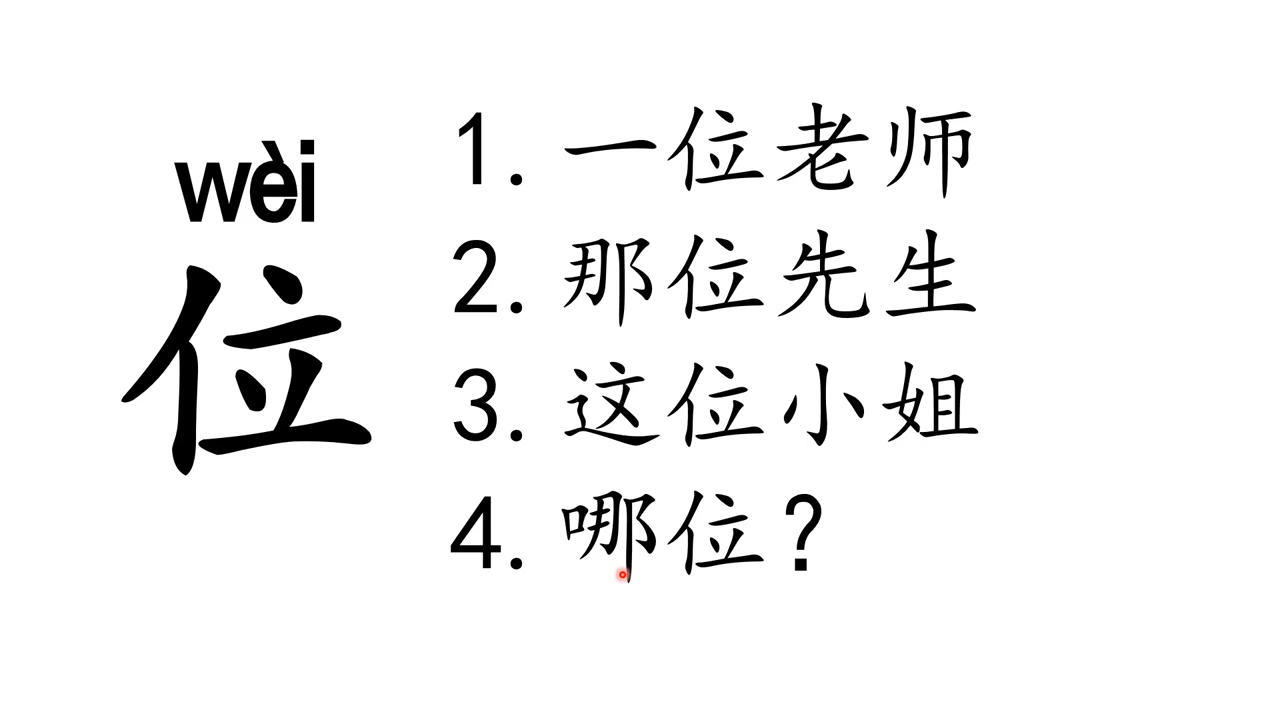 wèi
位
1. 一位老师
2. 那位先生
3. 这位小姐
4. 哪位?